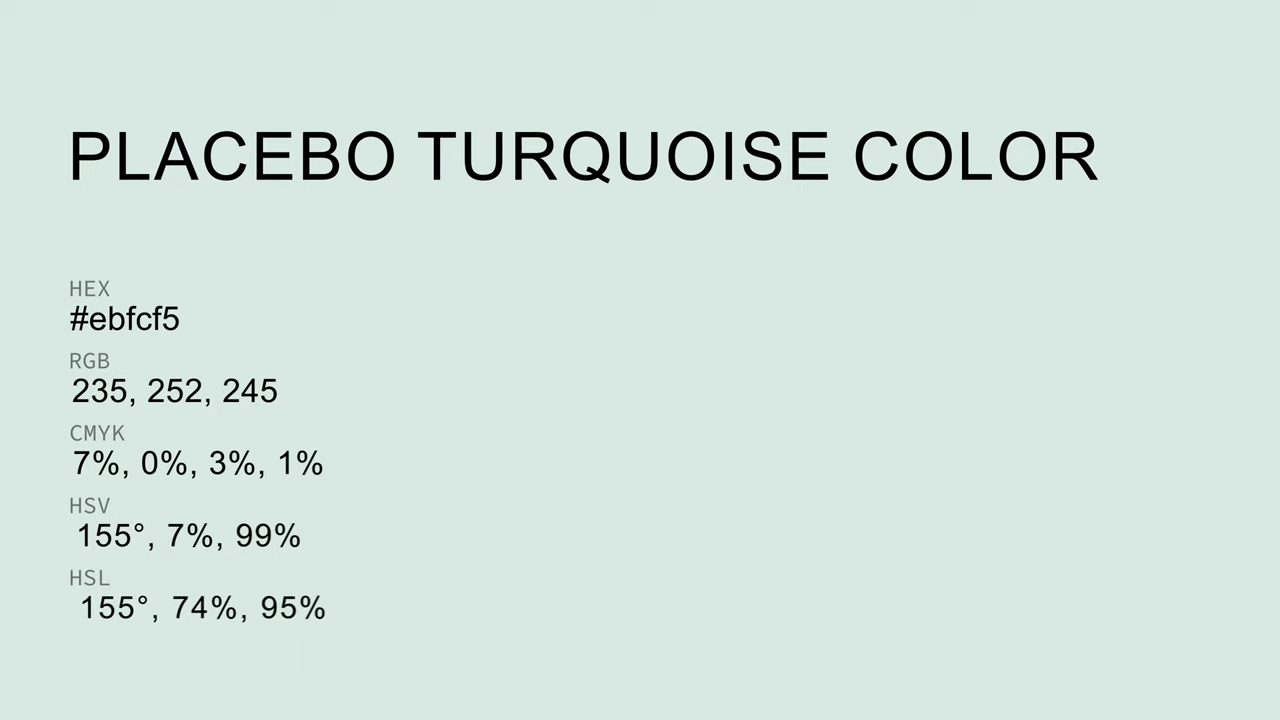 PLACEBO TURQUOISE COLOR
HEX
#ebfcf5
RGB
235, 252, 245
CMYK
7%, 0%, 3%, 1%
HSV
155°, 7%, 99%
HSL
155°, 74%, 95%